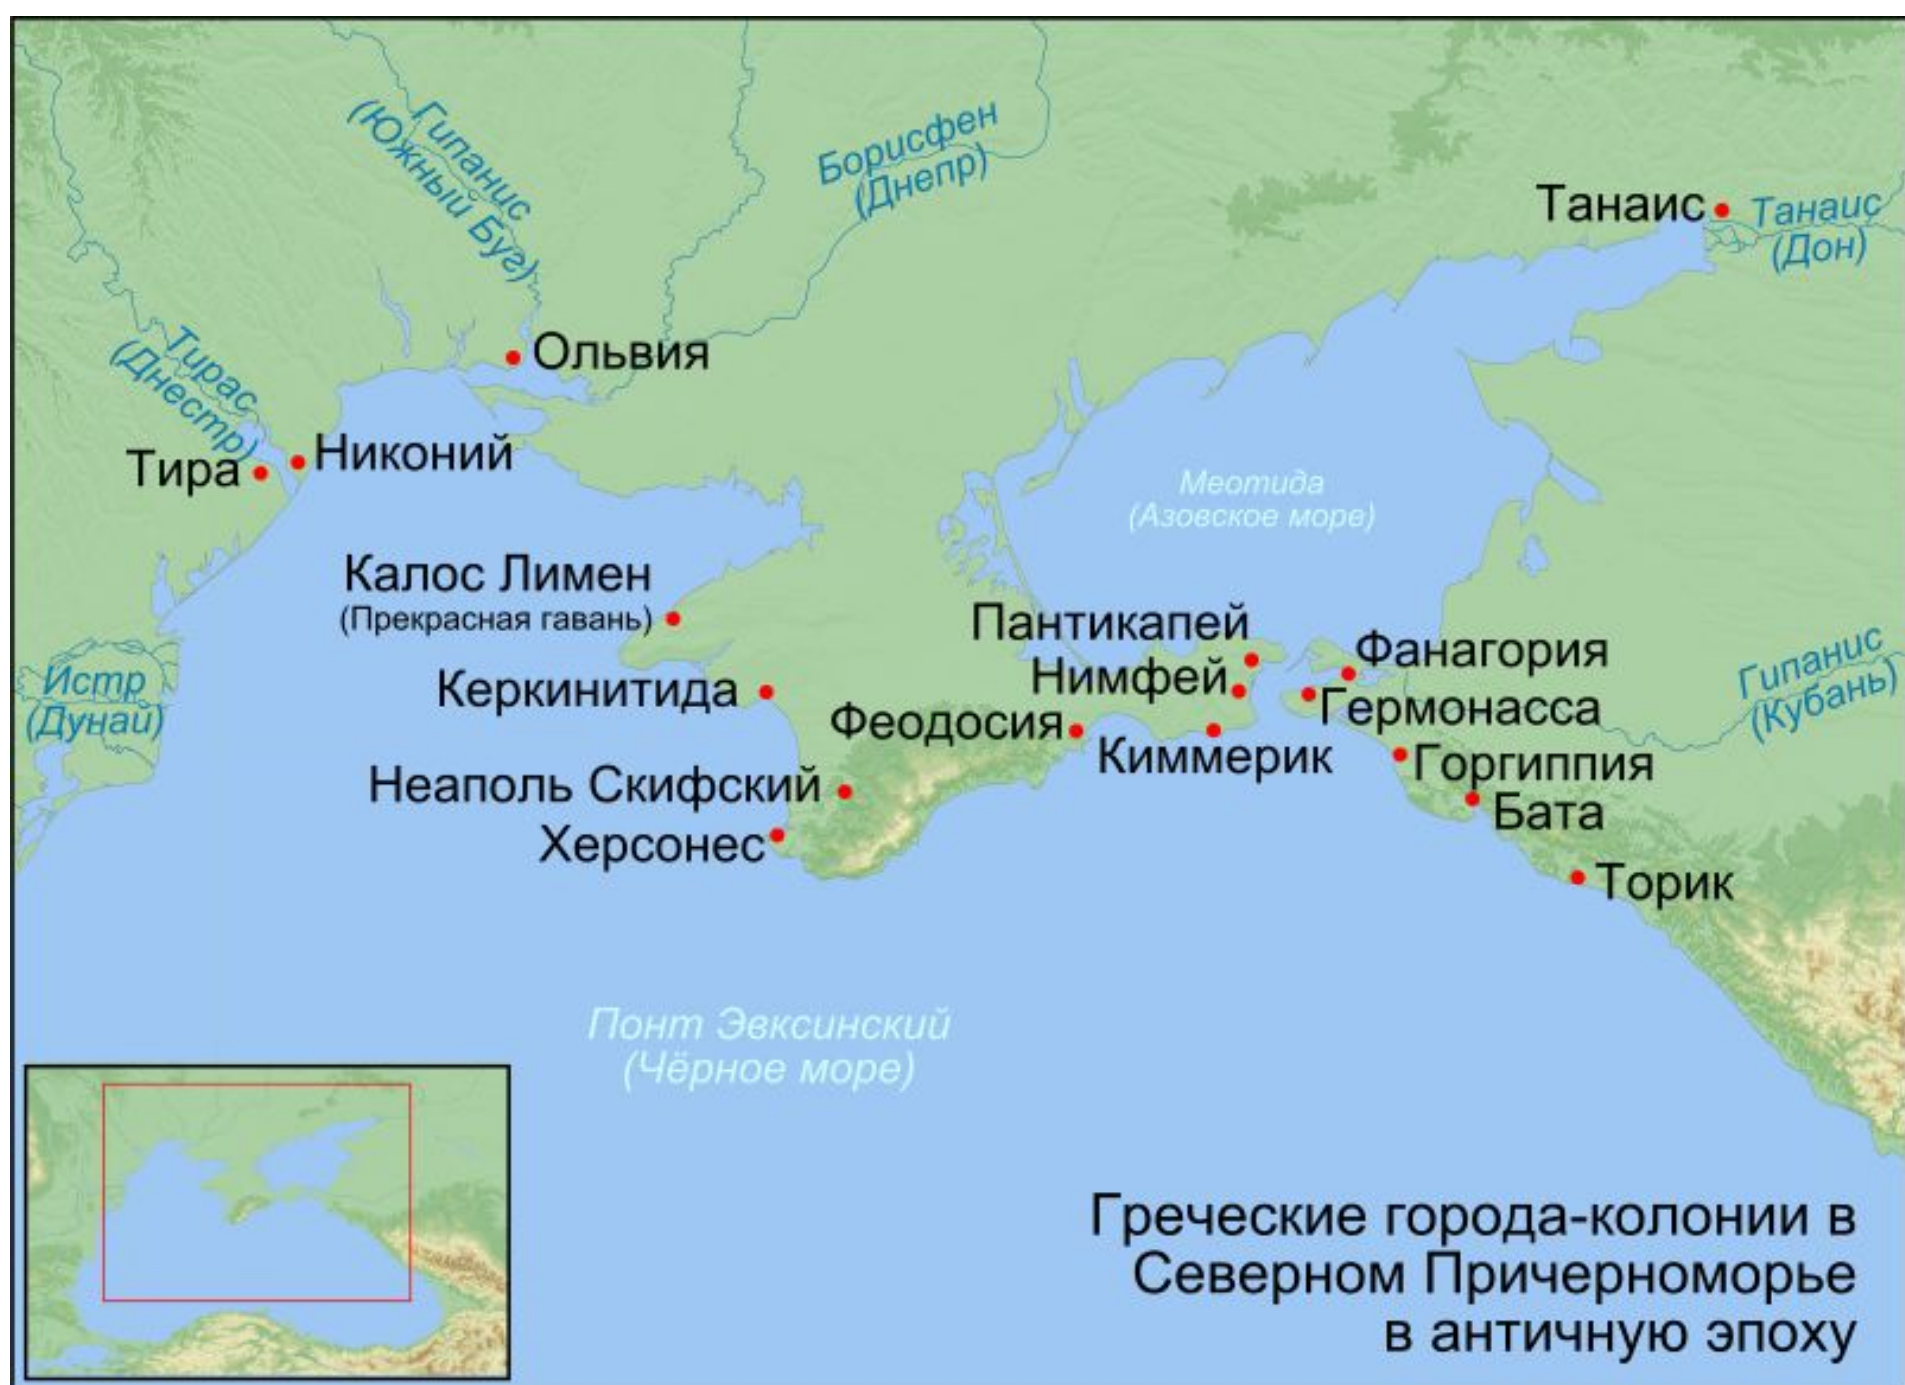 Гипанис
(Южный Буг)
Борисфен
(Днепр)
Танаис
Танаис
(Дон)
Тирас
(Днестр)
Ольвия
Никоний
Тира
Меотида
(Азовское море)
Калос Лимен
(Прекрасная гавань)
Пантикапей
Фанагория
Нимфей
Истр
(Дунай)
Керкинитида
Гермонасса
Гипанис
(Кубань)
Феодосия
Киммерик
Горгиппия
Неаполь Скифский
Бата
Херсонес
Торик
Понт Эвксинский
(Чёрное море)
Греческие города-колонии в
Северном Причерноморье
в античную эпоху